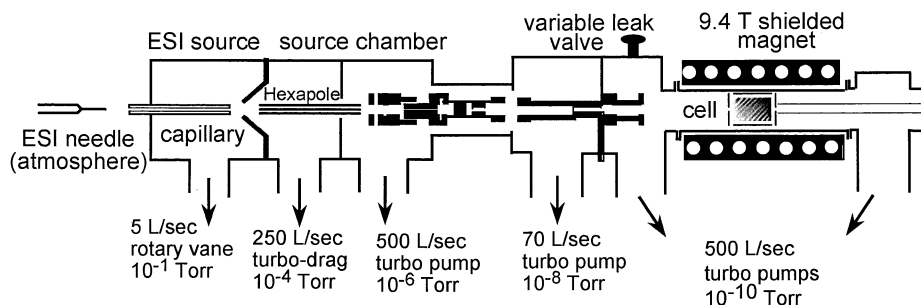 ESI source
source chamber
variable leak
valve
9.4 T shielded
magnet
Hexapole
capillary
cell
ESI needle
(atmosphere)
5 L/sec
rotary vane
10-1 Torr
250 L/sec
turbo-drag
10-4 Torr
500 L/sec
turbo pump
10-6 Torr
70 L/sec
turbo pump
10-8 Torr
500 L/sec
turbo pumps
10-10 Torr